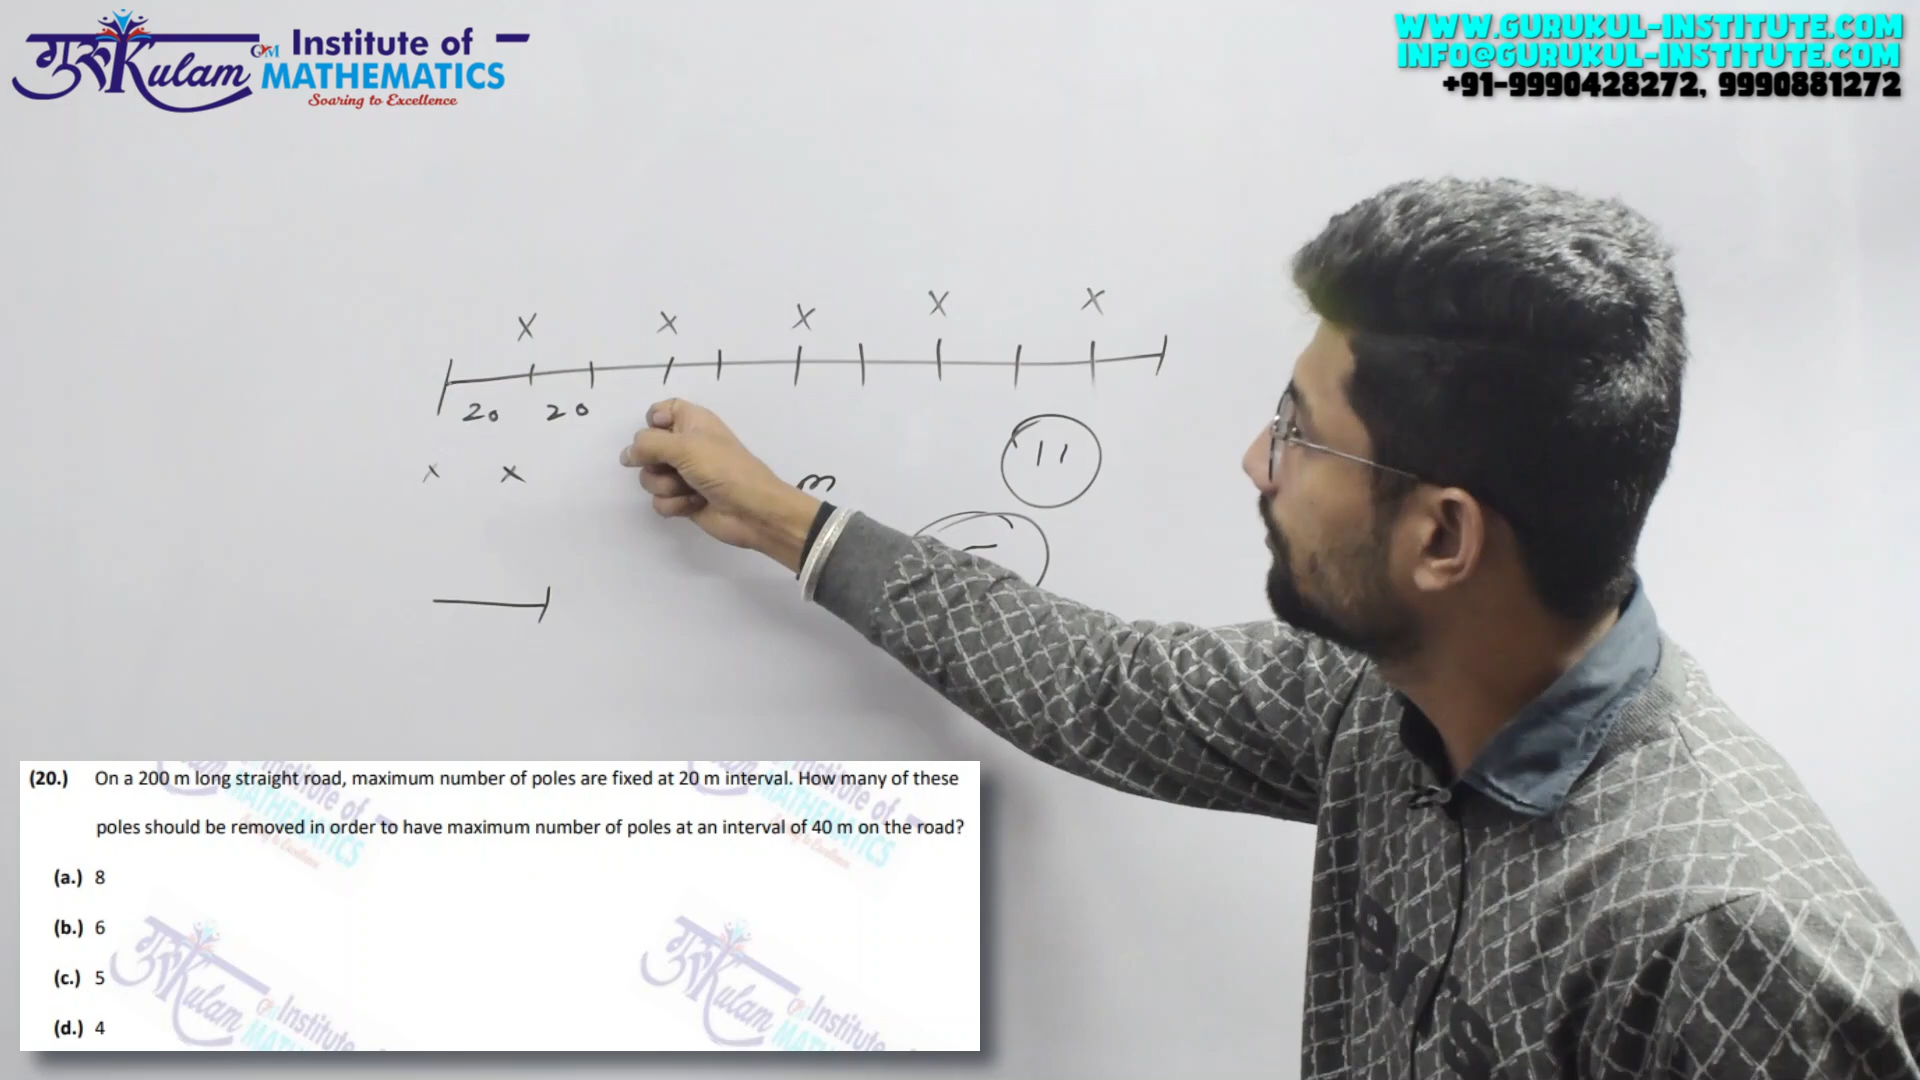 गुरुKulam GKM Institute of
MATHEMATICS
Soaring to Excellence
WWW.GURUKUL-INSTITUTE.COM
INFO@GURUKUL-INSTITUTE.COM
+91-9990428272, 9990881272
X X X X X
20 20
11
x x
m
5
(20.) On a 200 m long straight road, maximum number of poles are fixed at 20 m interval. How many of these
poles should be removed in order to have maximum number of poles at an interval of 40 m on the road?
(a.) 8
(b.) 6
(c.) 5
(d.) 4